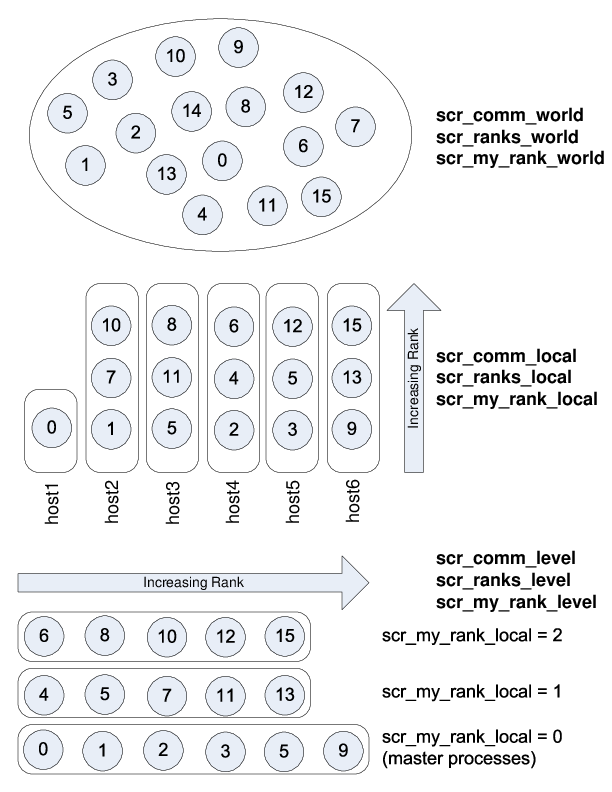 10
9
3
12
5
14
8
7
2
6
1
0
13
15
11
4
scr_comm_world
scr_ranks_world
scr_my_rank_world
10 8 6 12 15
7 11 4 5 13
0 1 5 2 3 9
host1 host2 host3 host4 host5 host6
Increasing Rank
scr_comm_local
scr_ranks_local
scr_my_rank_local
Increasing Rank
scr_comm_level
scr_ranks_level
scr_my_rank_level
6 8 10 12 15
scr_my_rank_local = 2
4 5 7 11 13
scr_my_rank_local = 1
0 1 2 3 5 9
scr_my_rank_local = 0
(master processes)